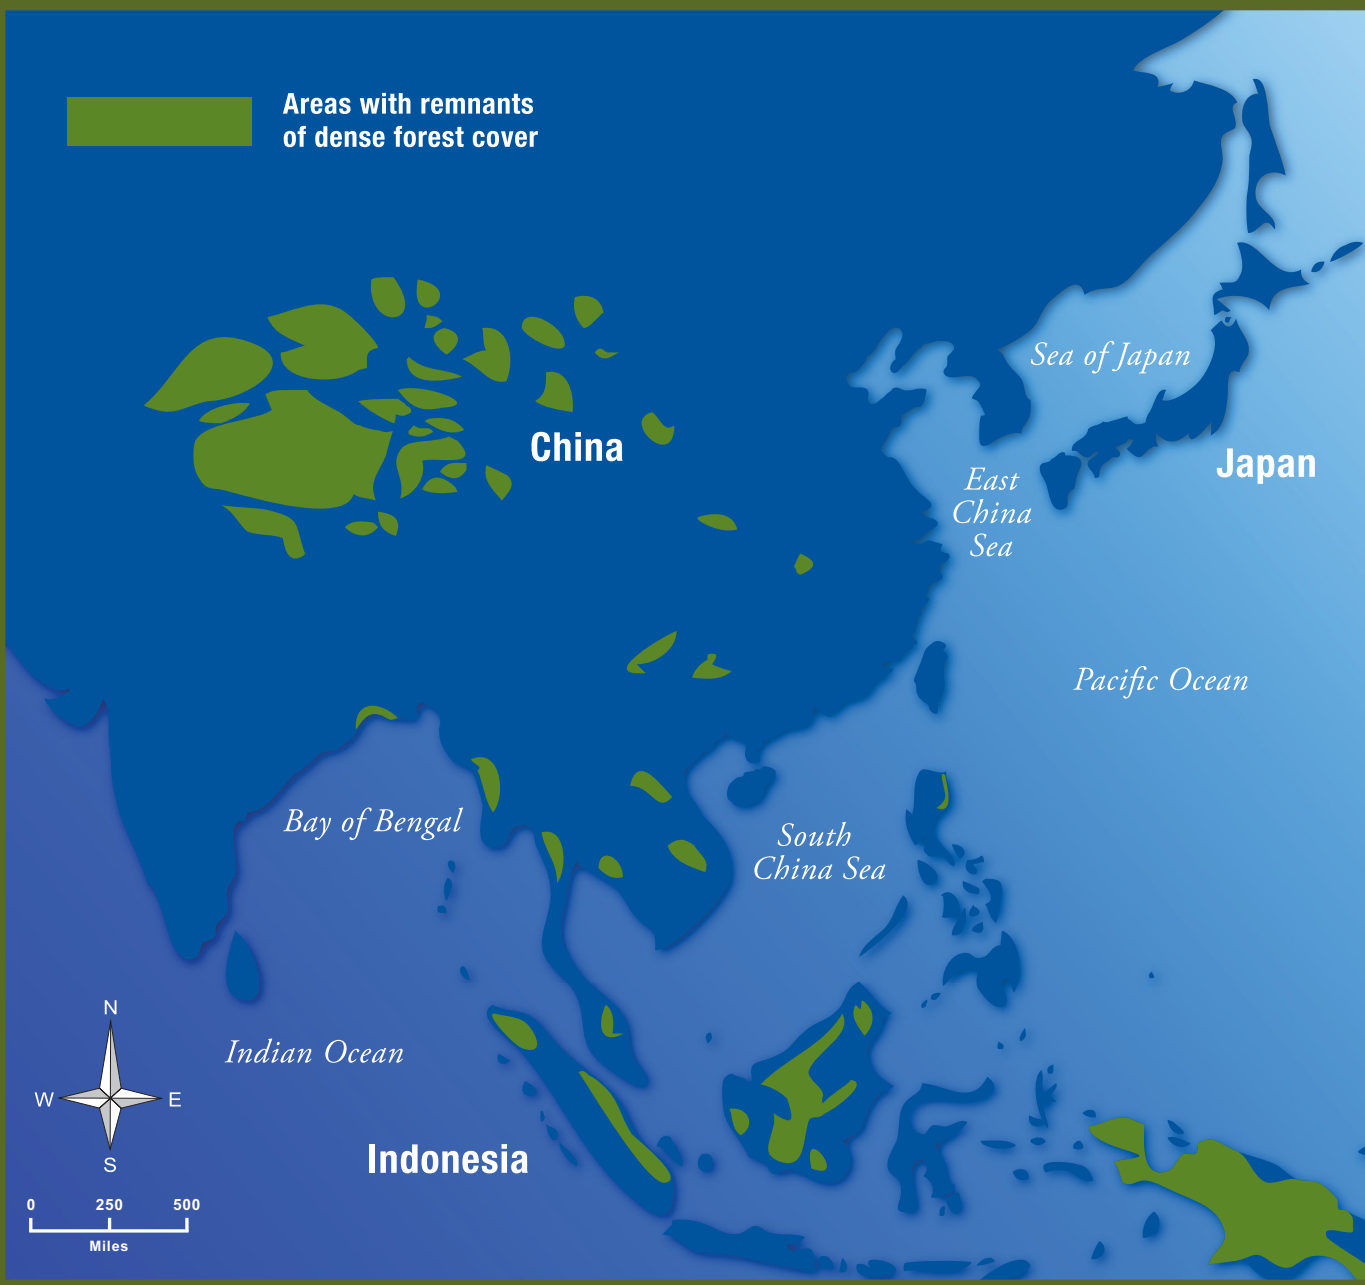 Areas with remnants
of dense forest cover
Sea of Japan
China
Japan
East
China
Sea
Pacific Ocean
Bay of Bengal
South
China Sea
N
Indian Ocean
W
E
S
Indonesia
0 250 500
Miles